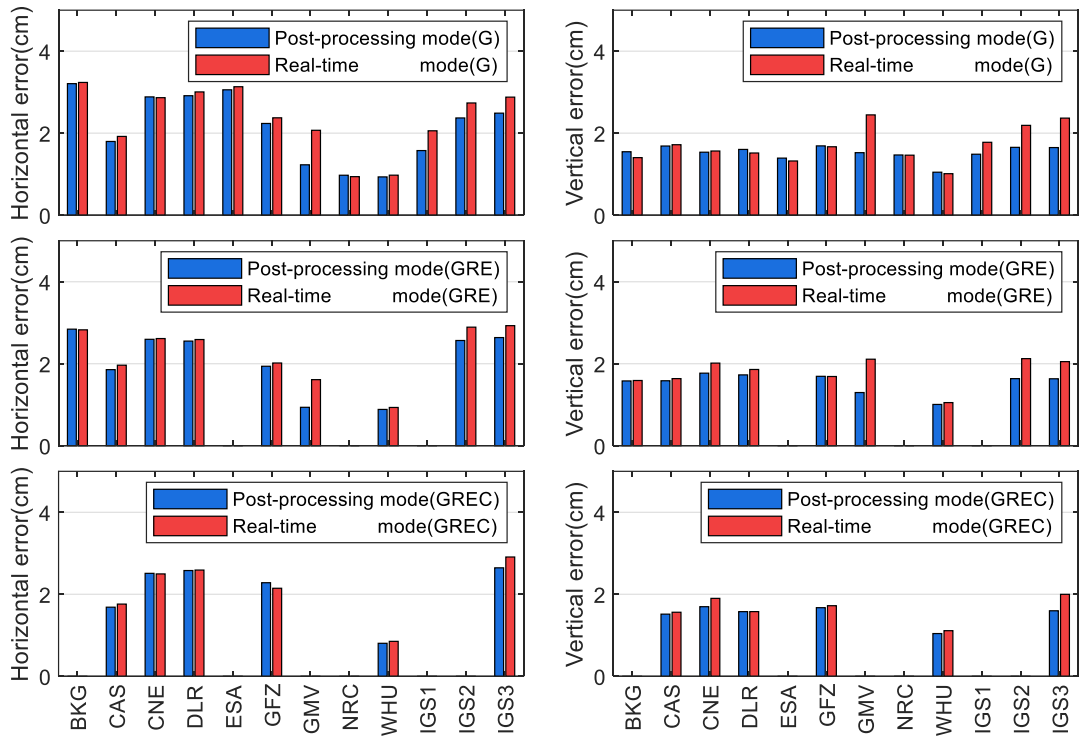 Horizontal error(cm)
4
2
0
Post-processing mode(G)
Real-time mode(G)
Vertical error(cm)
4
2
0
Post-processing mode(G)
Real-time mode(G)
Horizontal error(cm)
4
2
0
Post-processing mode(GRE)
Real-time mode(GRE)
Vertical error(cm)
4
2
0
Post-processing mode(GRE)
Real-time mode(GRE)
Horizontal error(cm)
4
2
0
Post-processing mode(GREC)
Real-time mode(GREC)
BKG CAS CNE DLR ESA GFZ GMV NRC WHU IGS1 IGS2 IGS3
Vertical error(cm)
4
2
0
Post-processing mode(GREC)
Real-time mode(GREC)
BKG CAS CNE DLR ESA GFZ GMV NRC WHU IGS1 IGS2 IGS3